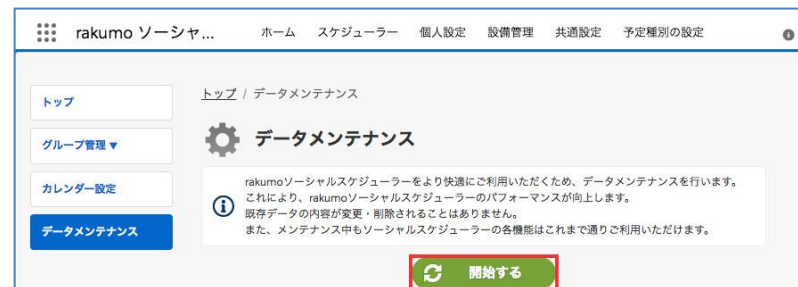 rakumo ソーシャ... ホーム スケジューラー 個人設定 設備管理 共通設定 予定種別の設定
トップ / データメンテナンス
トップ
グループ管理 ▼
カレンダー設定
データメンテナンス
データメンテナンス
rakumoソーシャルスケジューラーをより快適にご利用いただくため、データメンテナンスを行います。
これにより、rakumoソーシャルスケジューラーのパフォーマンスが向上します。
既存データの内容が変更・削除されることはありません。
また、メンテナンス中もソーシャルスケジューラーの各機能はこれまで通りご利用いただけます。
開始する